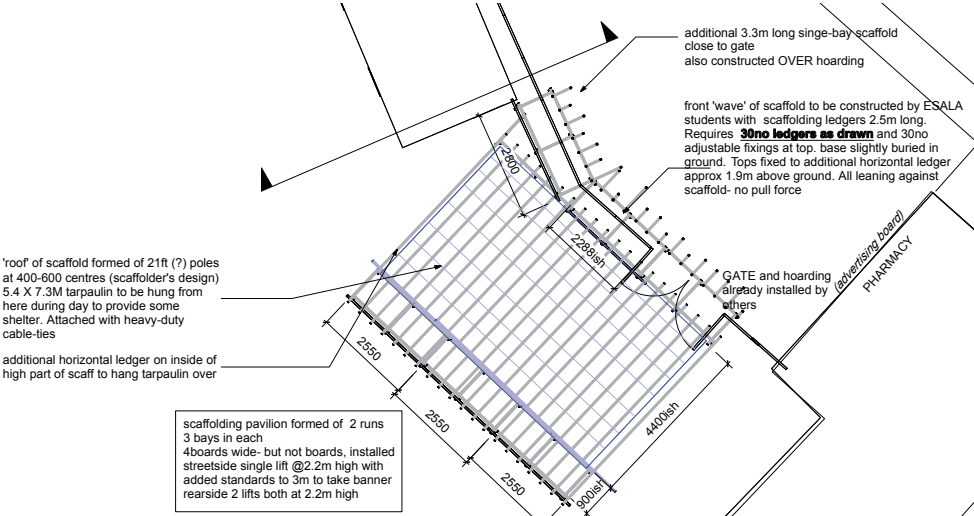 additional 3.3m long singe-bay scaffold
close to gate
also constructed OVER hoarding
front 'wave' of scaffold to be constructed by ESALA
students with scaffolding ledgers 2.5m long.
Requires 30no ledgers as drawn and 30no
adjustable fixings at top. base slightly buried in
ground. Tops fixed to additional horizontal ledger
approx 1.9m above ground. All leaning against
scaffold- no pull force
2800
2288ish
(advertising board)
PHARMACY
GATE and hoarding
already installed by
others
'roof' of scaffold formed of 21ft (?) poles
at 400-600 centres (scaffolder's design)
5.4 X 7.3M tarpaulin to be hung from
here during day to provide some
shelter. Attached with heavy-duty
cable-ties
additional horizontal ledger on inside of
high part of scaff to hang tarpaulin over
2550
2550
2550
4400ish
900ish
scaffolding pavilion formed of 2 runs
3 bays in each
4boards wide- but not boards, installed
streetside single lift @2.2m high with
added standards to 3m to take banner
rearside 2 lifts both at 2.2m high